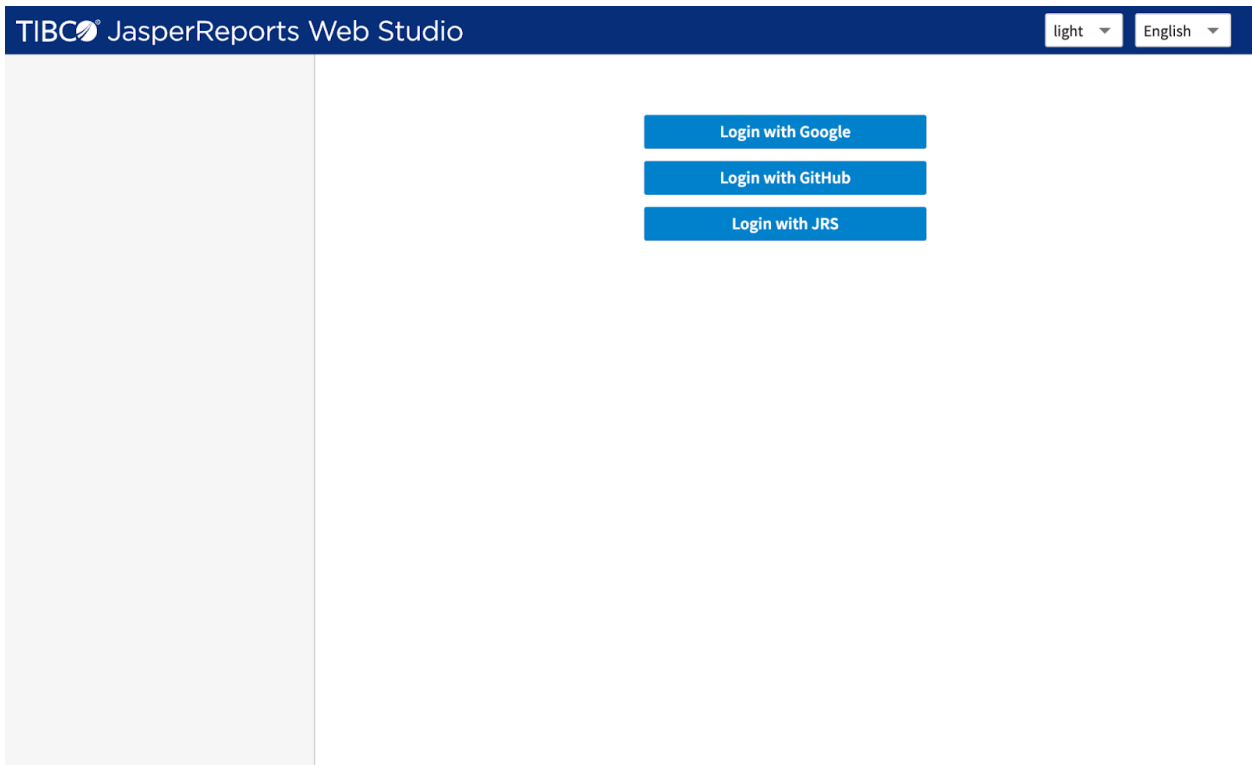 TIBCO® JasperReports Web Studio
light
English
Login with Google
Login with GitHub
Login with JRS